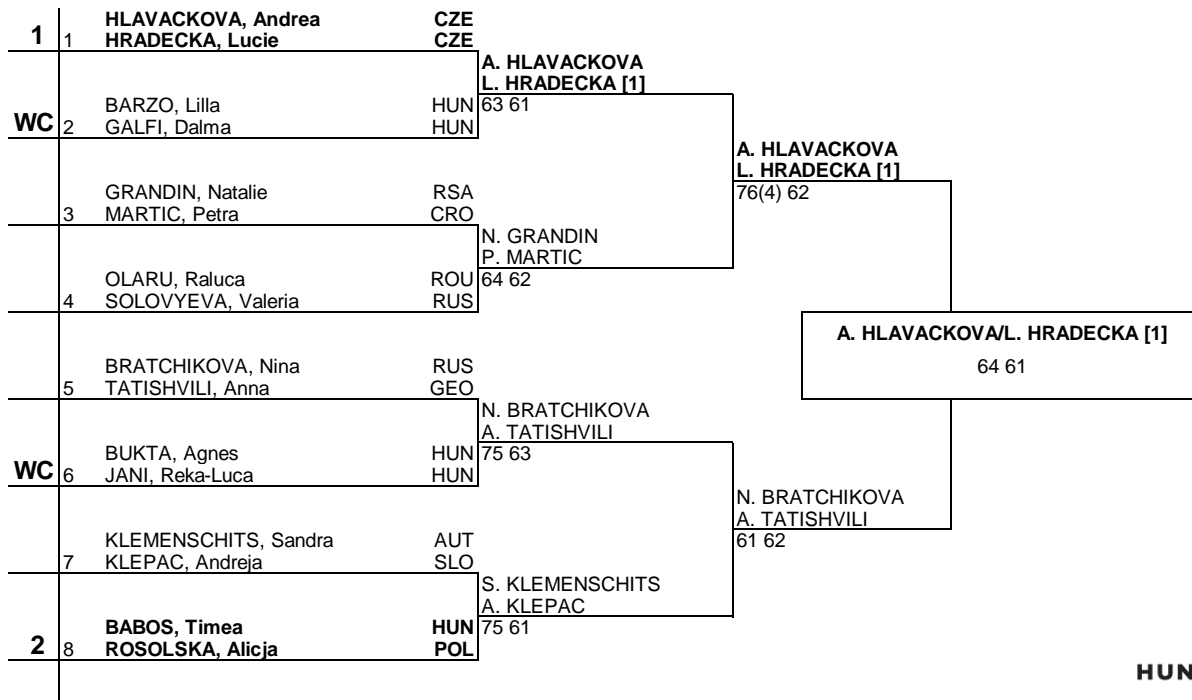 HLAVACKOVA, Andrea CZE
1 1 HRADECKA, Lucie CZE
A. HLAVACKOVA
L. HRADECKA [1]
BARZO, Lilla HUN 63 61
WC 2 GALFI, Dalma HUN
A. HLAVACKOVA
L. HRADECKA [1]
GRANDIN, Natalie RSA 76(4) 62
3 MARTIC, Petra CRO
N. GRANDIN
P. MARTIC
OLARU, Raluca ROU 64 62
4 SOLOVYEVA, Valeria RUS
A. HLAVACKOVA/L. HRADECKA [1]
64 61
BRATCHIKOVA, Nina RUS
5 TATISHVILI, Anna GEO
N. BRATCHIKOVA
A. TATISHVILI
BUKTA, Agnes HUN 75 63
WC 6 JANI, Reka-Luca HUN
N. BRATCHIKOVA
A. TATISHVILI
KLEMENSCHITS, Sandra AUT 61 62
7 KLEPAC, Andreja SLO
S. KLEMENSCHITS
A. KLEPAC
BABOS, Timea HUN 75 61
2 8 ROSOLSKA, Alicja POL
HUN